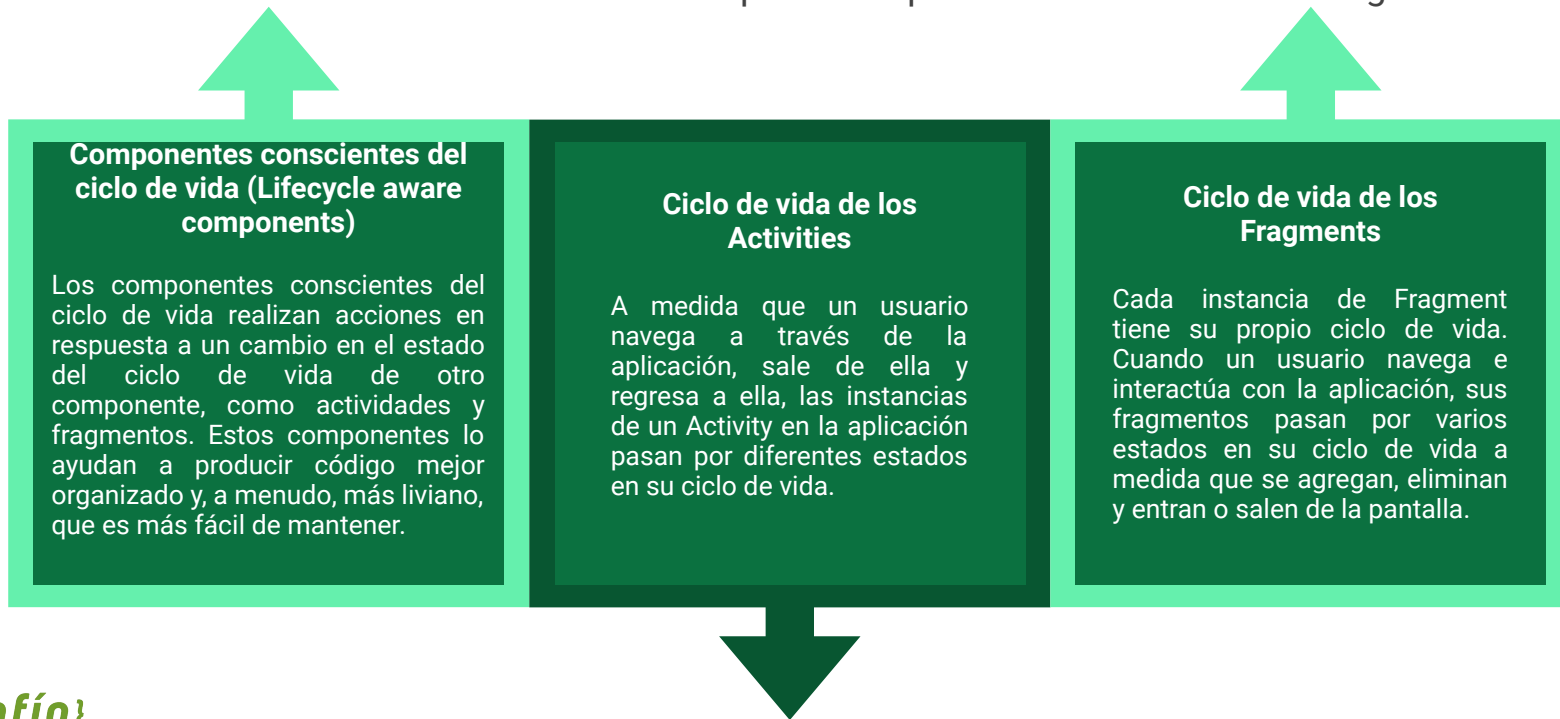 Componentes conscientes del
ciclo de vida (Lifecycle aware
components)
Los componentes conscientes del
ciclo de vida realizan acciones en
respuesta a un cambio en el estado
del ciclo de vida de otro
componente, como actividades y
fragmentos. Estos componentes lo
ayudan a producir código mejor
organizado y, a menudo, más liviano,
que es más fácil de mantener.
Ciclo de vida de los
Activities
A medida que un usuario
navega a través de la
aplicación, sale de ella y
regresa a ella, las instancias
de un Activity en la aplicación
pasan por diferentes estados
en su ciclo de vida.
Ciclo de vida de los
Fragments
Cada instancia de Fragment
tiene su propio ciclo de vida.
Cuando un usuario navega e
interactúa con la aplicación, sus
fragmentos pasan por varios
estados en su ciclo de vida a
medida que se agregan, eliminan
y entran o salen de la pantalla.